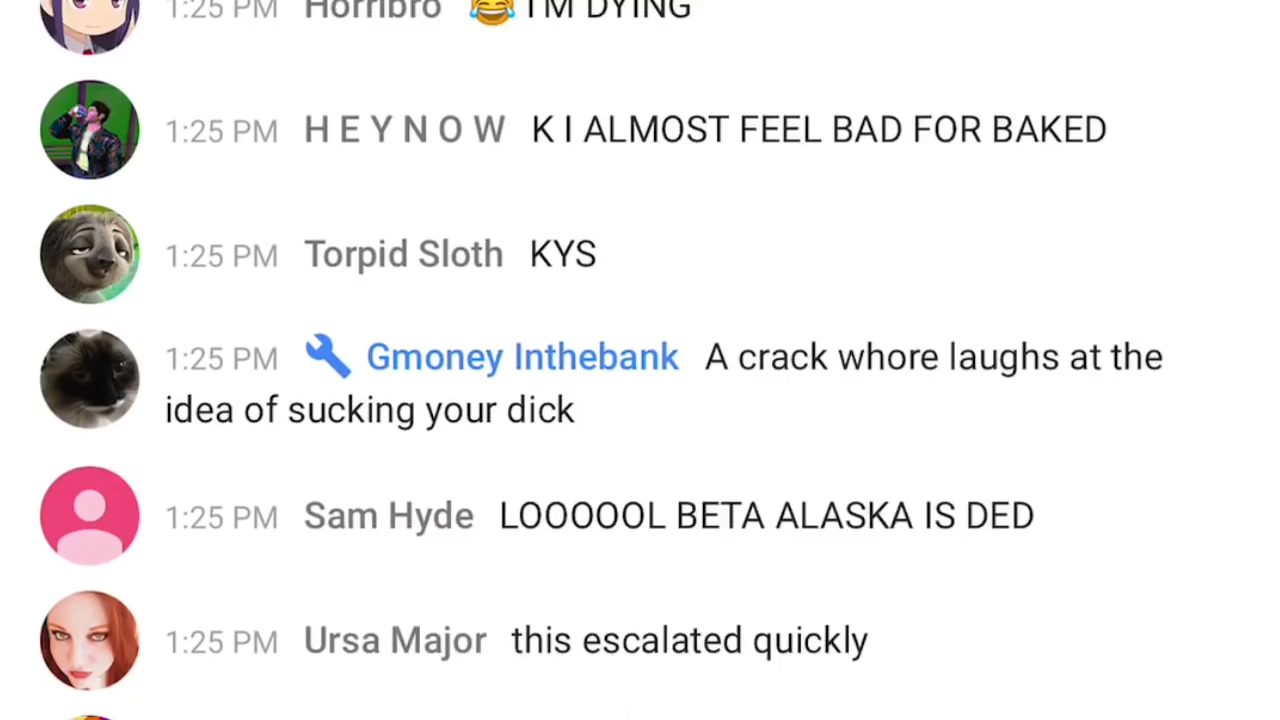 1:25 PM Horribro 😂 I'M DYING
1:25 PM H E Y N O W K I ALMOST FEEL BAD FOR BAKED
1:25 PM Torpid Sloth KYS
1:25 PM Gmoney Inthebank A crack whore laughs at the
idea of sucking your dick
1:25 PM Sam Hyde LOOOOOL BETA ALASKA IS DED
1:25 PM Ursa Major this escalated quickly